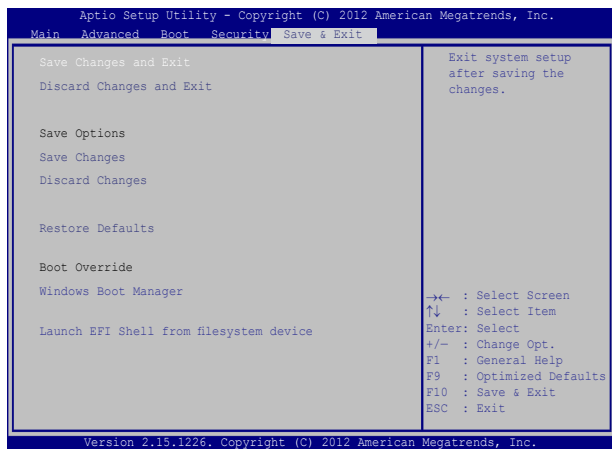 Aptio Setup Utility - Copyright (C) 2012 American Megatrends, Inc.
Main Advanced Boot Security Save & Exit
Save Changes and Exit
Discard Changes and Exit
Save Options
Save Changes
Discard Changes
Restore Defaults
Boot Override
Windows Boot Manager
Launch EFI Shell from filesystem device
Exit system setup
after saving the
changes.
→← : Select Screen
↑↓ : Select Item
Enter: Select
+/− : Change Opt.
F1 : General Help
F9 : Optimized Defaults
F10 : Save & Exit
ESC : Exit
Version 2.15.1226. Copyright (C) 2012 American Megatrends, Inc.